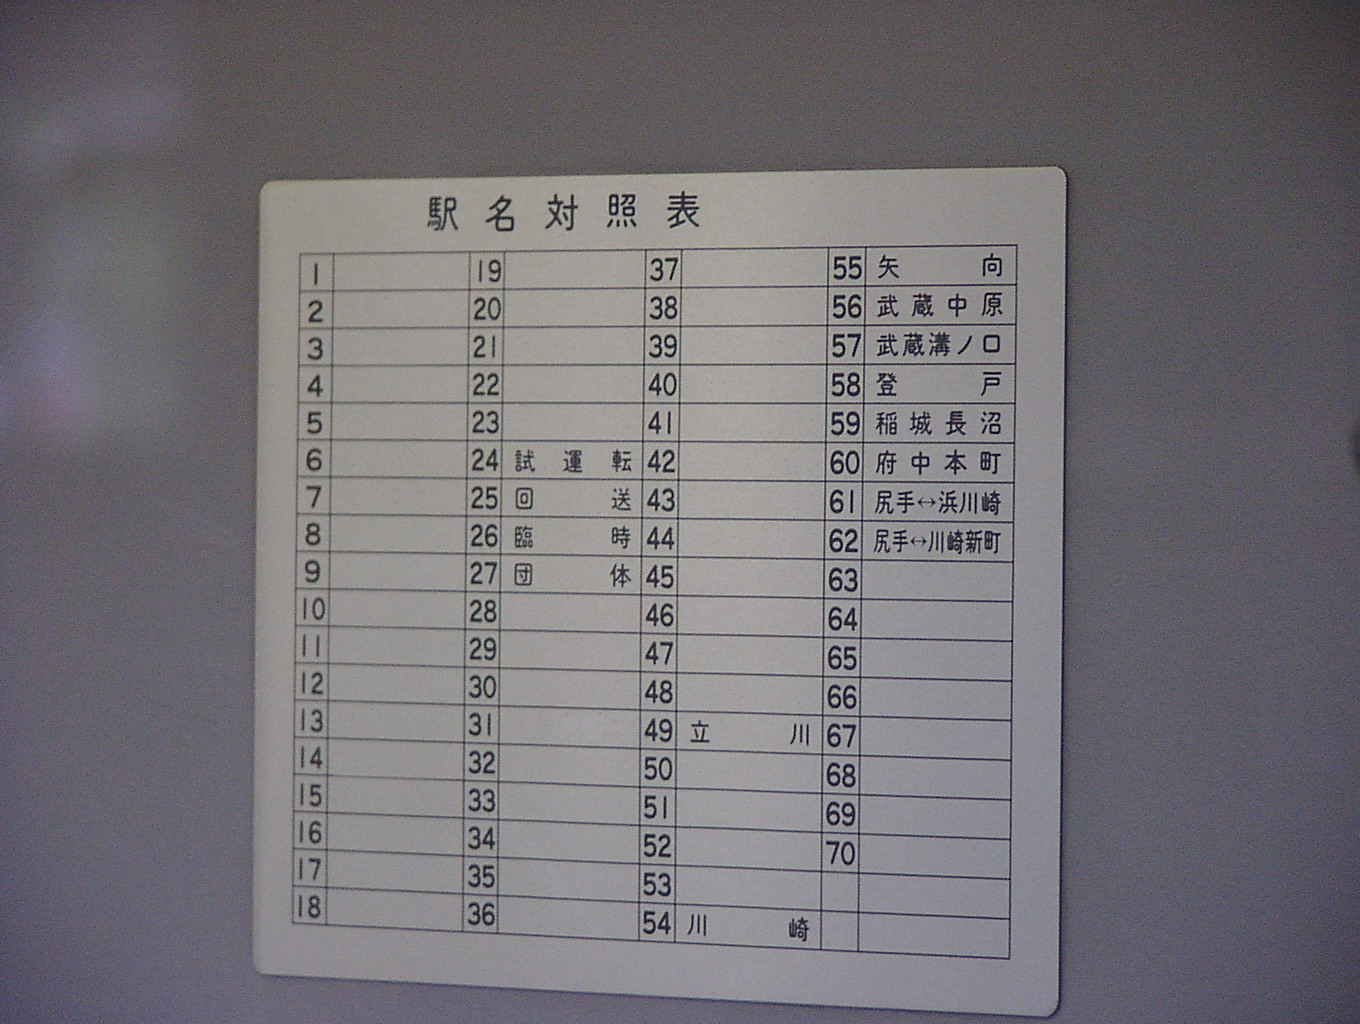 駅名対照表
1 19 37 55 矢向
2 20 38 56 武蔵中原
3 21 39 57 武蔵溝ノ口
4 22 40 58 登戸
5 23 41 59 稲城長沼
6 24 試運転 42 60 府中本町
7 25 回送 43 61 尻手↔浜川崎
8 26 臨時 44 62 尻手↔川崎新町
9 27 団体 45 63
10 28 46 64
11 29 47 65
12 30 48 66
13 31 49 立川 67
14 32 50 68
15 33 51 69
16 34 52 70
17 35 53
18 36 54 川崎